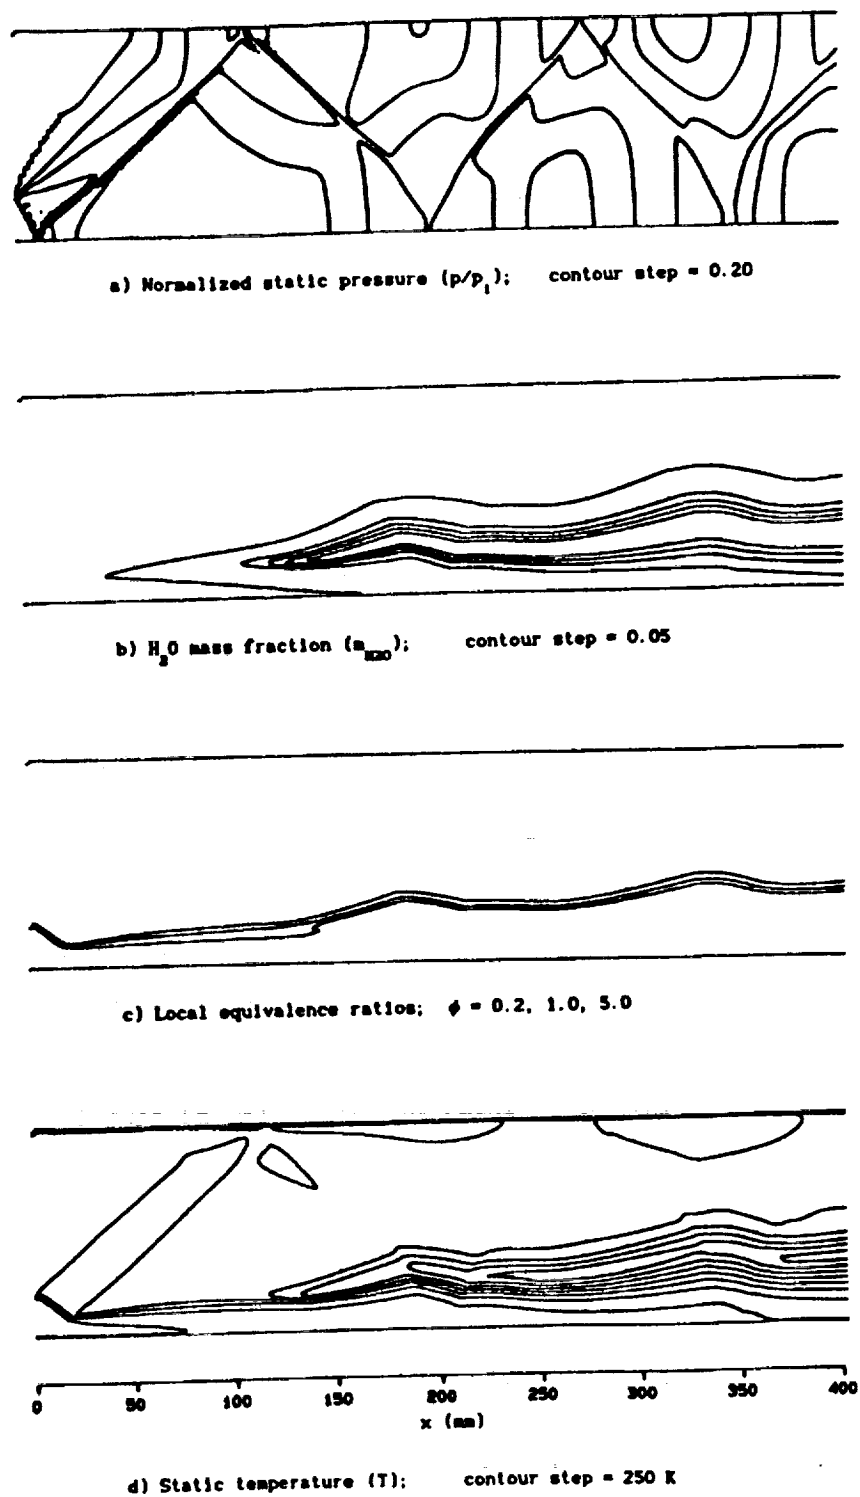 a) Normalized static pressure (p/p₁); contour step = 0.20
b) H₂O mass fraction (m_H2O); contour step = 0.05
c) Local equivalence ratios; ϕ = 0.2, 1.0, 5.0
0 50 100 150 200 250 300 350 400
x (mm)
d) Static temperature (T); contour step = 250 K